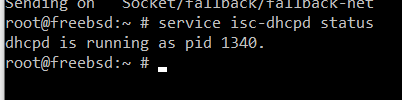 Sending on   Socket/fallback/fallback-net
root@freebsd:~ # service isc-dhcpd status
dhcpd is running as pid 1340.
root@freebsd:~ #